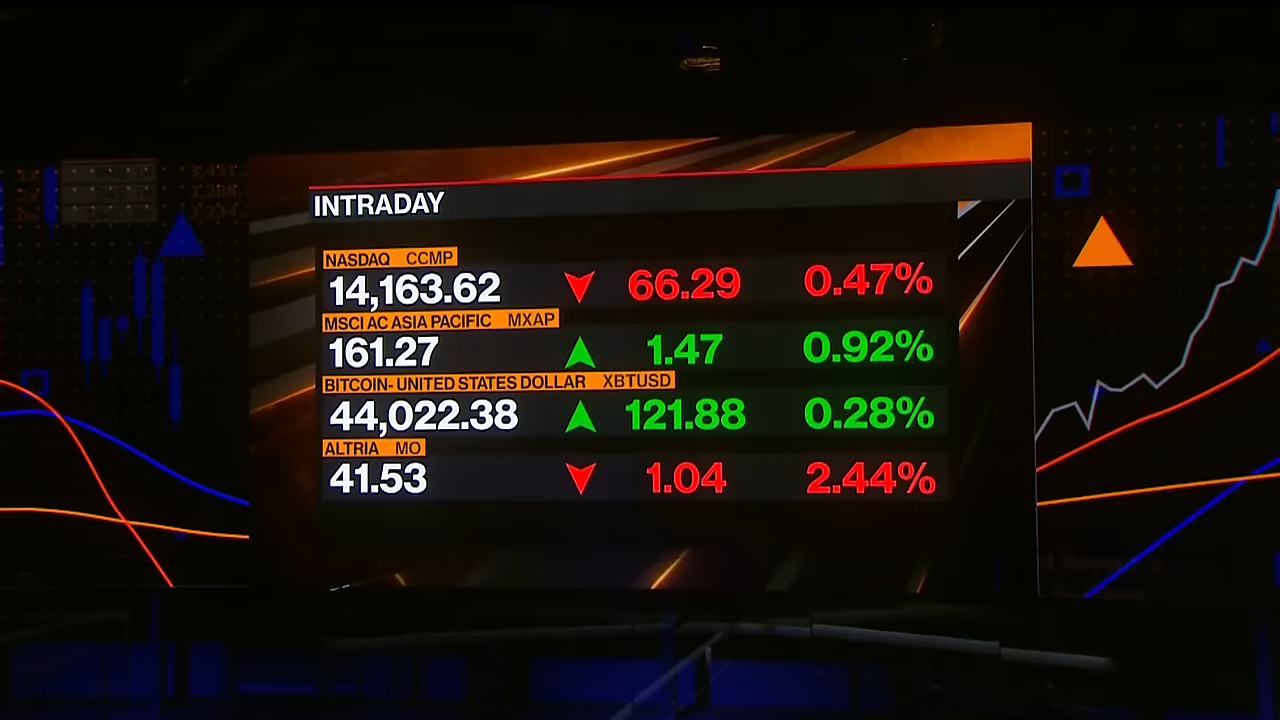 INTRADAY
NASDAQ CCMP
14,163.62 66.29 0.47%
MSCI AC ASIA PACIFIC MXAP
161.27 1.47 0.92%
BITCOIN-UNITED STATES DOLLAR XBTUSD
44,022.38 121.88 0.28%
ALTRIA MO
41.53 1.04 2.44%